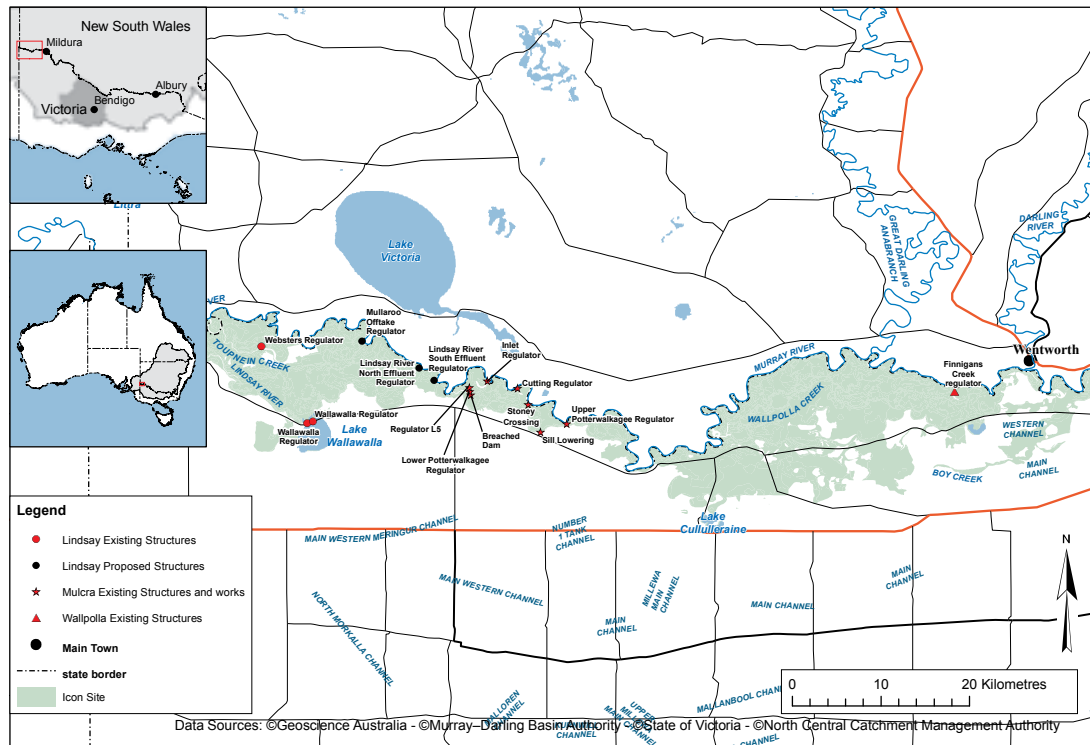 New South Wales
Mildura
Albury
Bendigo
Victoria
Lake
Victoria
GREAT DARLING
ANABRANCH
DARLING
RIVER
Mullaroo
Offtake
Regulator
Websters Regulator
TOUPNEIN CREEK
LINDSAY RIVER
Lindsay River
South Effluent
Regulator
Lindsay River
North Effluent
Regulator
Inlet
Regulator
Cutting Regulator
MURRAY RIVER
Wentworth
Finnigans
Creek
regulator
WALLPOLLA CREEK
Wallawalla Regulator
Wallawalla
Regulator
Lake
Wallawalla
Regulator L5
Breached
Dam
Lower Potterwalkagee
Regulator
Stoney
Crossing
Sill Lowering
Upper
Potterwalkagee Regulator
WESTERN
CHANNEL
BOY CREEK
MAIN
CHANNEL
Lake
Cullulleraine
MAIN WESTERN MERINGUR CHANNEL
NUMBER
1 TANK
CHANNEL
MAIN WESTERN CHANNEL
NORTH MORKALLA CHANNEL
MILLEWA
MAIN
CHANNEL
MAIN
CHANNEL
MAIN CHANNEL
MAIN
CHANNEL
Legend
Lindsay Existing Structures
Lindsay Proposed Structures
Mulcra Existing Structures and works
Wallpolla Existing Structures
Main Town
state border
Icon Site
N
0 10 20 Kilometres
Data Sources: ©Geoscience Australia - ©Murray–Darling Basin Authority - ©State of Victoria - ©North Central Catchment Management Authority